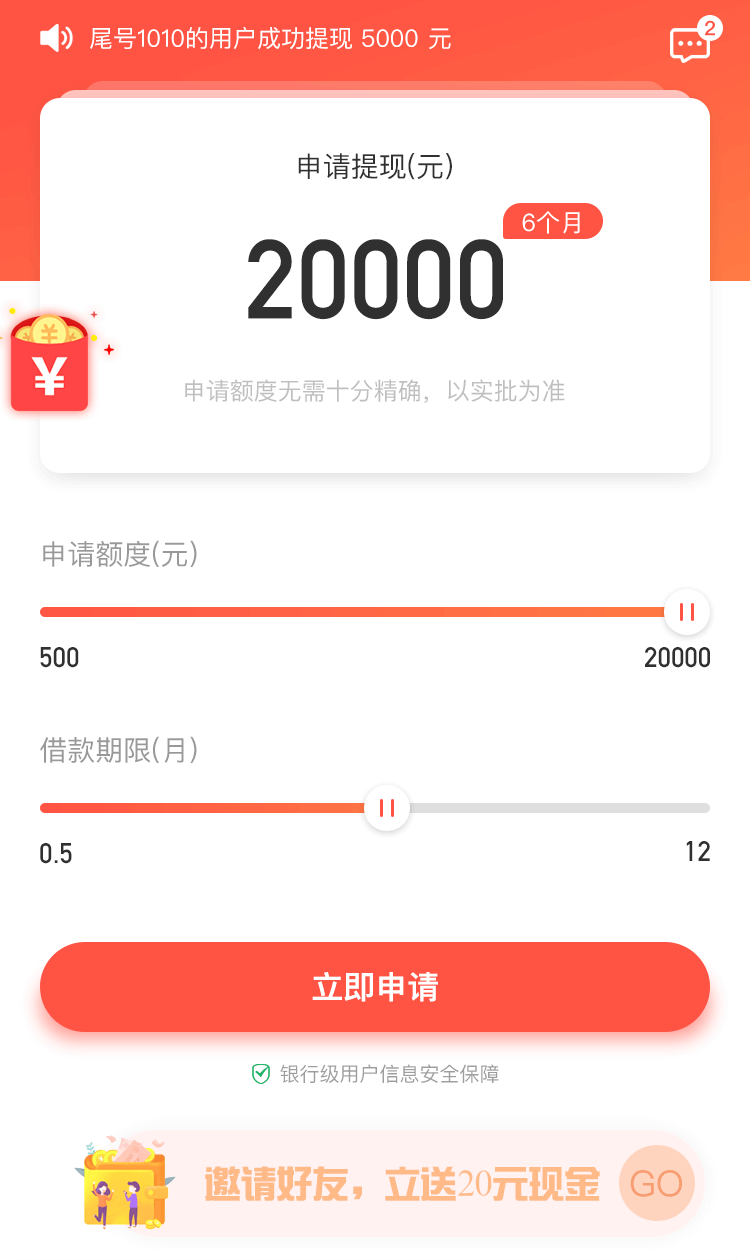 尾号1010的用户成功提现 5000 元
2
申请提现(元)
6个月
20000
¥
申请额度无需十分精确，以实批为准
申请额度(元)
500
20000
借款期限(月)
0.5
12
立即申请
银行级用户信息安全保障
邀请好友，立送20元现金
GO